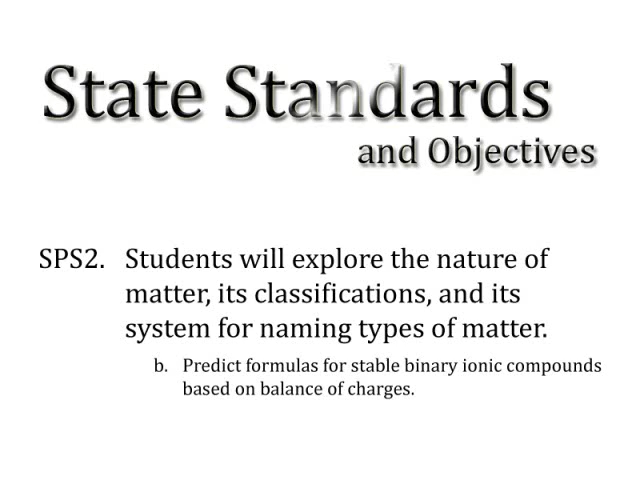 State Standards
and Objectives
SPS2. Students will explore the nature of
matter, its classifications, and its
system for naming types of matter.
b. Predict formulas for stable binary ionic compounds
based on balance of charges.